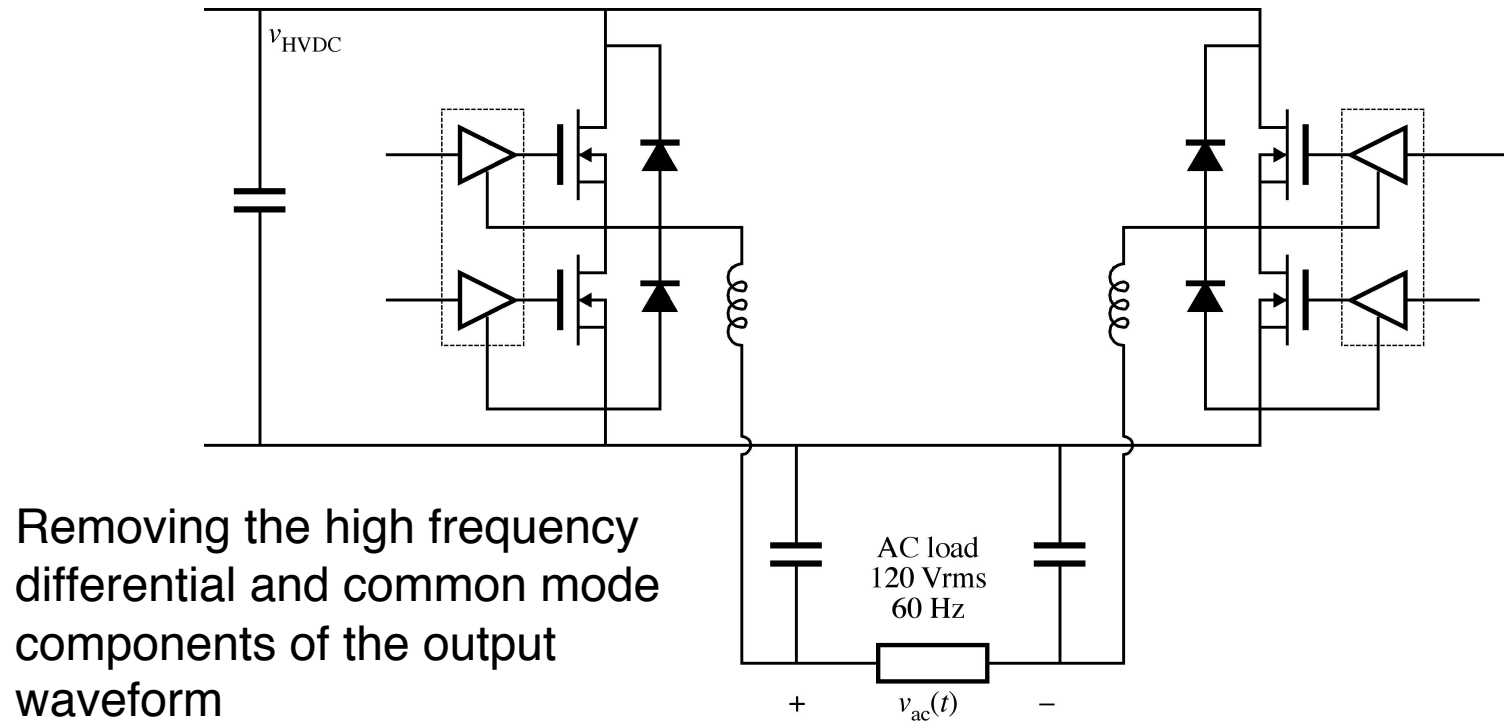 vHVDC
Removing the high frequency
differential and common mode
components of the output
waveform
AC load
120 Vrms
60 Hz
+ vac(t) –